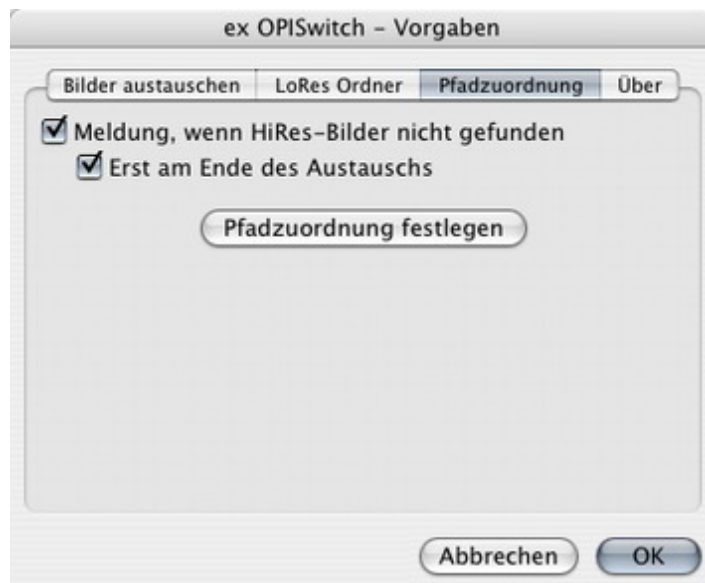 ex OPISwitch – Vorgaben
Bilder austauschen LoRes Ordner Pfadzuordnung Über
Meldung, wenn HiRes-Bilder nicht gefunden
Erst am Ende des Austauschs
Pfadzuordnung festlegen
Abbrechen OK